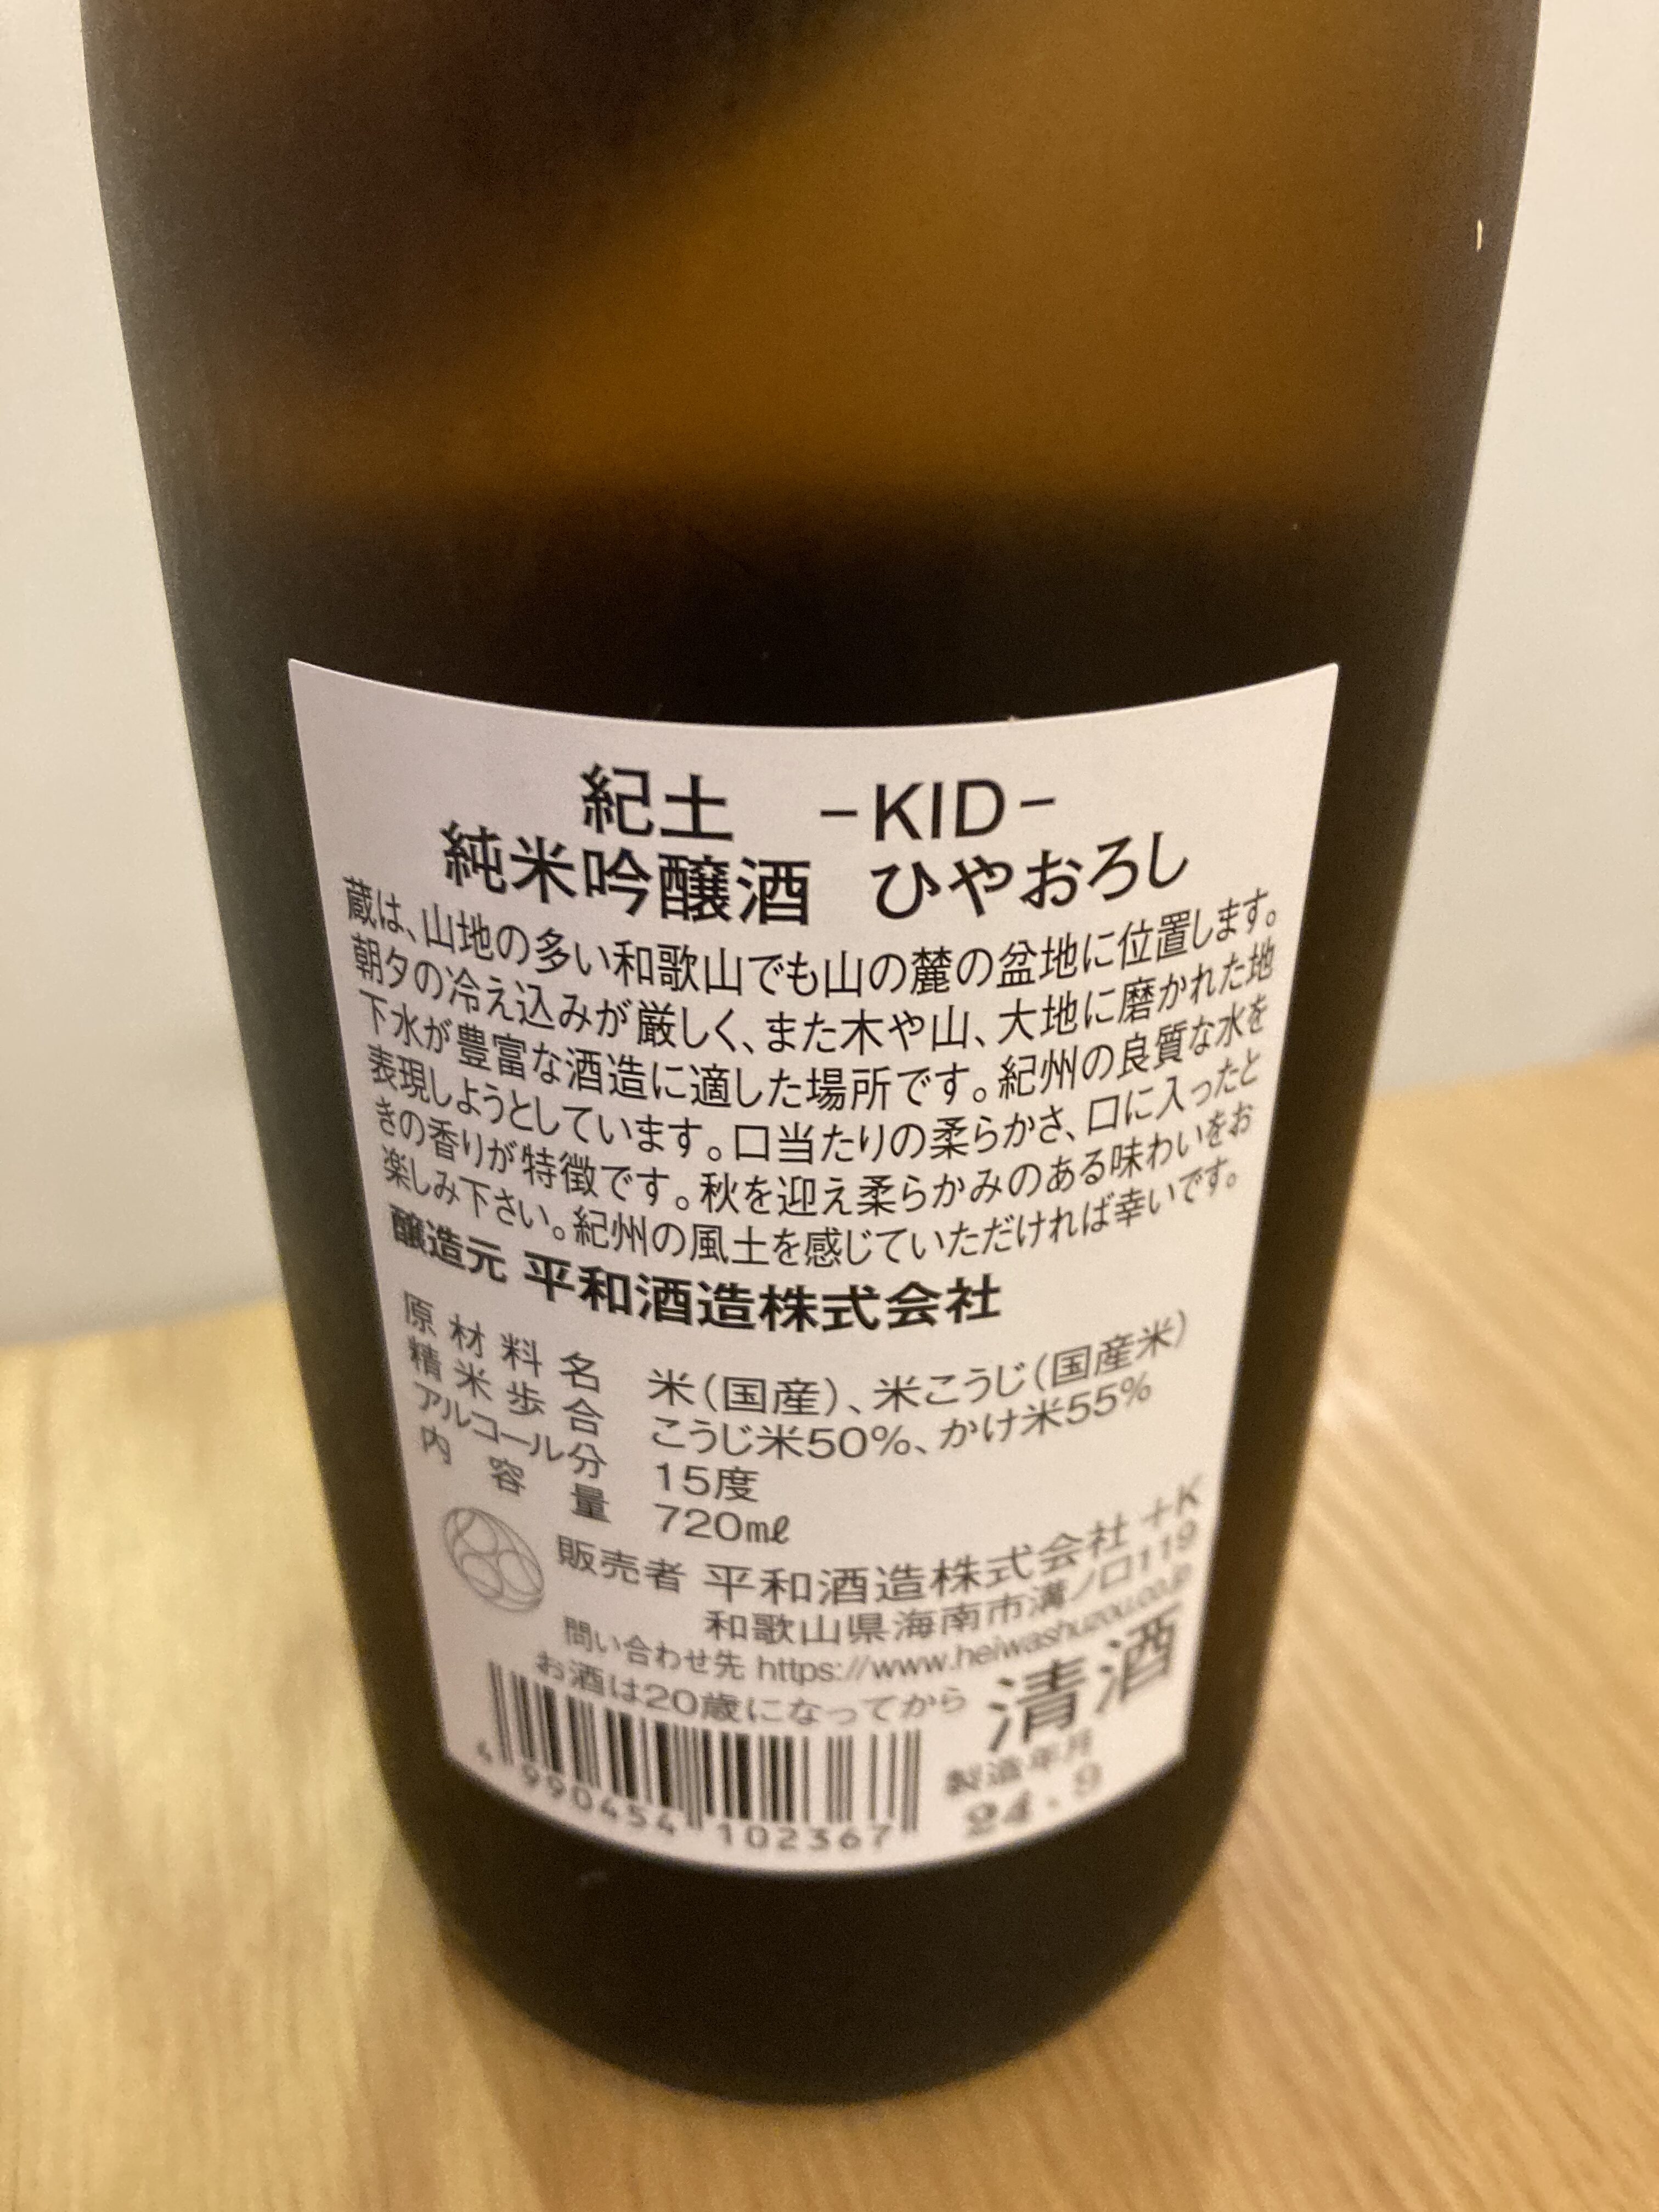 紀土 -KID-
純米吟醸酒 ひやおろし
蔵は、山地の多い和歌山でも山の麓の盆地に位置します。
朝夕の冷え込みが厳しく、また木や山、大地に磨かれた地
下水が豊富な酒造に適した場所です。紀州の良質な水を
表現しようとしています。口当たりの柔らかさ、口に入ったと
きの香りが特徴です。秋を迎え柔らかみのある味わいをお
楽しみ下さい。紀州の風土を感じていただければ幸いです。
醸造元 平和酒造株式会社
原材料名 米(国産)、米こうじ(国産米)
精米歩合 こうじ米50%、かけ米55%
アルコール分 15度
内容量 720mℓ
販売者 平和酒造株式会社 +K
和歌山県海南市溝ノ口119
問い合わせ先 https://www.heiwashuzou.co.jp
お酒は20歳になってから 清酒
製造年月
24.9
4990454102367